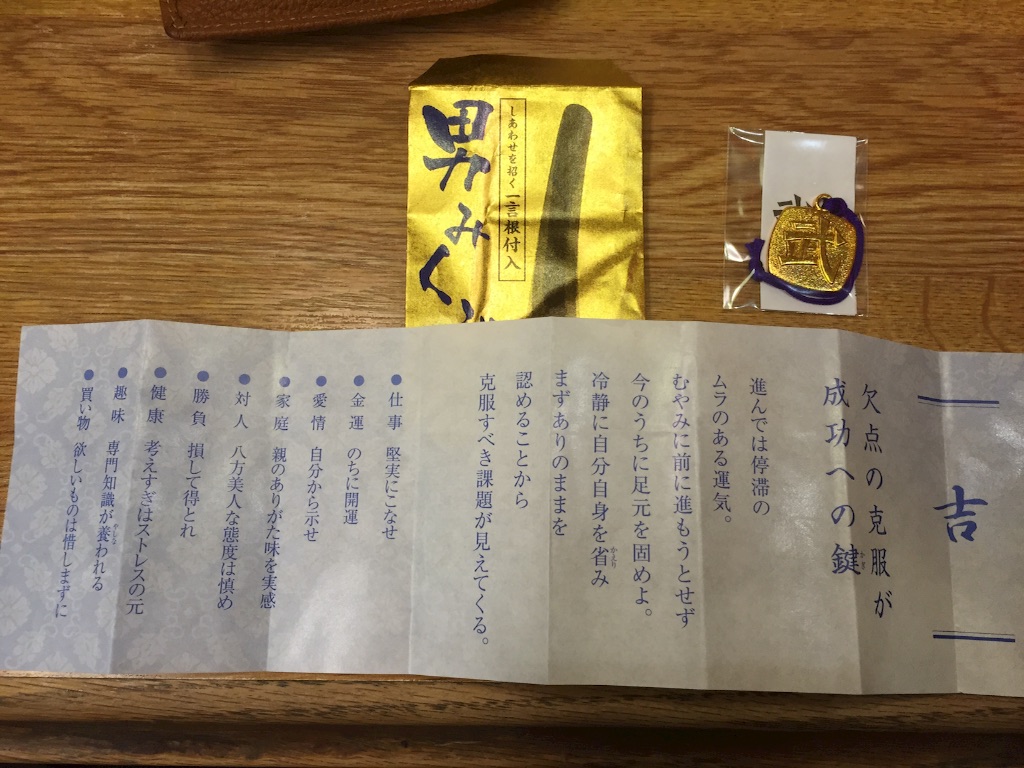 男みく
しあわせを招く 一言根付入
武
吉
欠点の克服が
成功への鍵
かぎ
進んでは停滞の
ムラのある運気。
むやみに前に進もうとせず
今のうちに足元を固めよ。
冷静に自分自身を省み
かえり
まずありのままを
認めることから
克服すべき課題が見えてくる。
●仕事 堅実にこなせ
●金運 のちに開運
●愛情 自分から示せ
●家庭 親のありがた味を実感
●対人 八方美人な態度は慎め
●勝負 損して得とれ
●健康 考えすぎはストレスの元
●趣味 専門知識が養われる
●買い物 欲しいものは惜しまずに